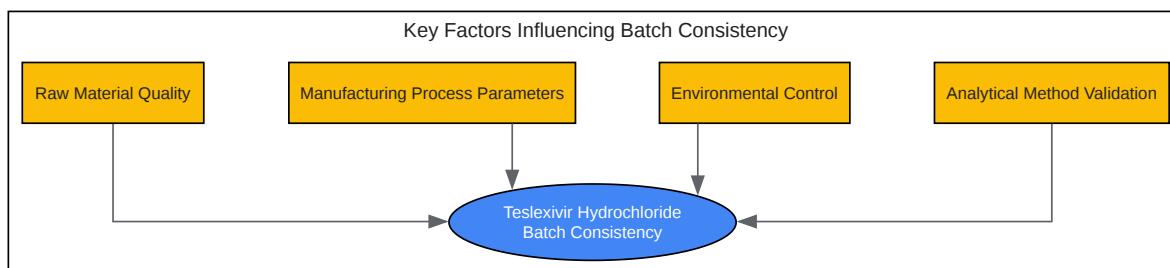 Key Factors Influencing Batch Consistency
Raw Material Quality
Manufacturing Process Parameters
Environmental Control
Analytical Method Validation
Teslexivir Hydrochloride
Batch Consistency